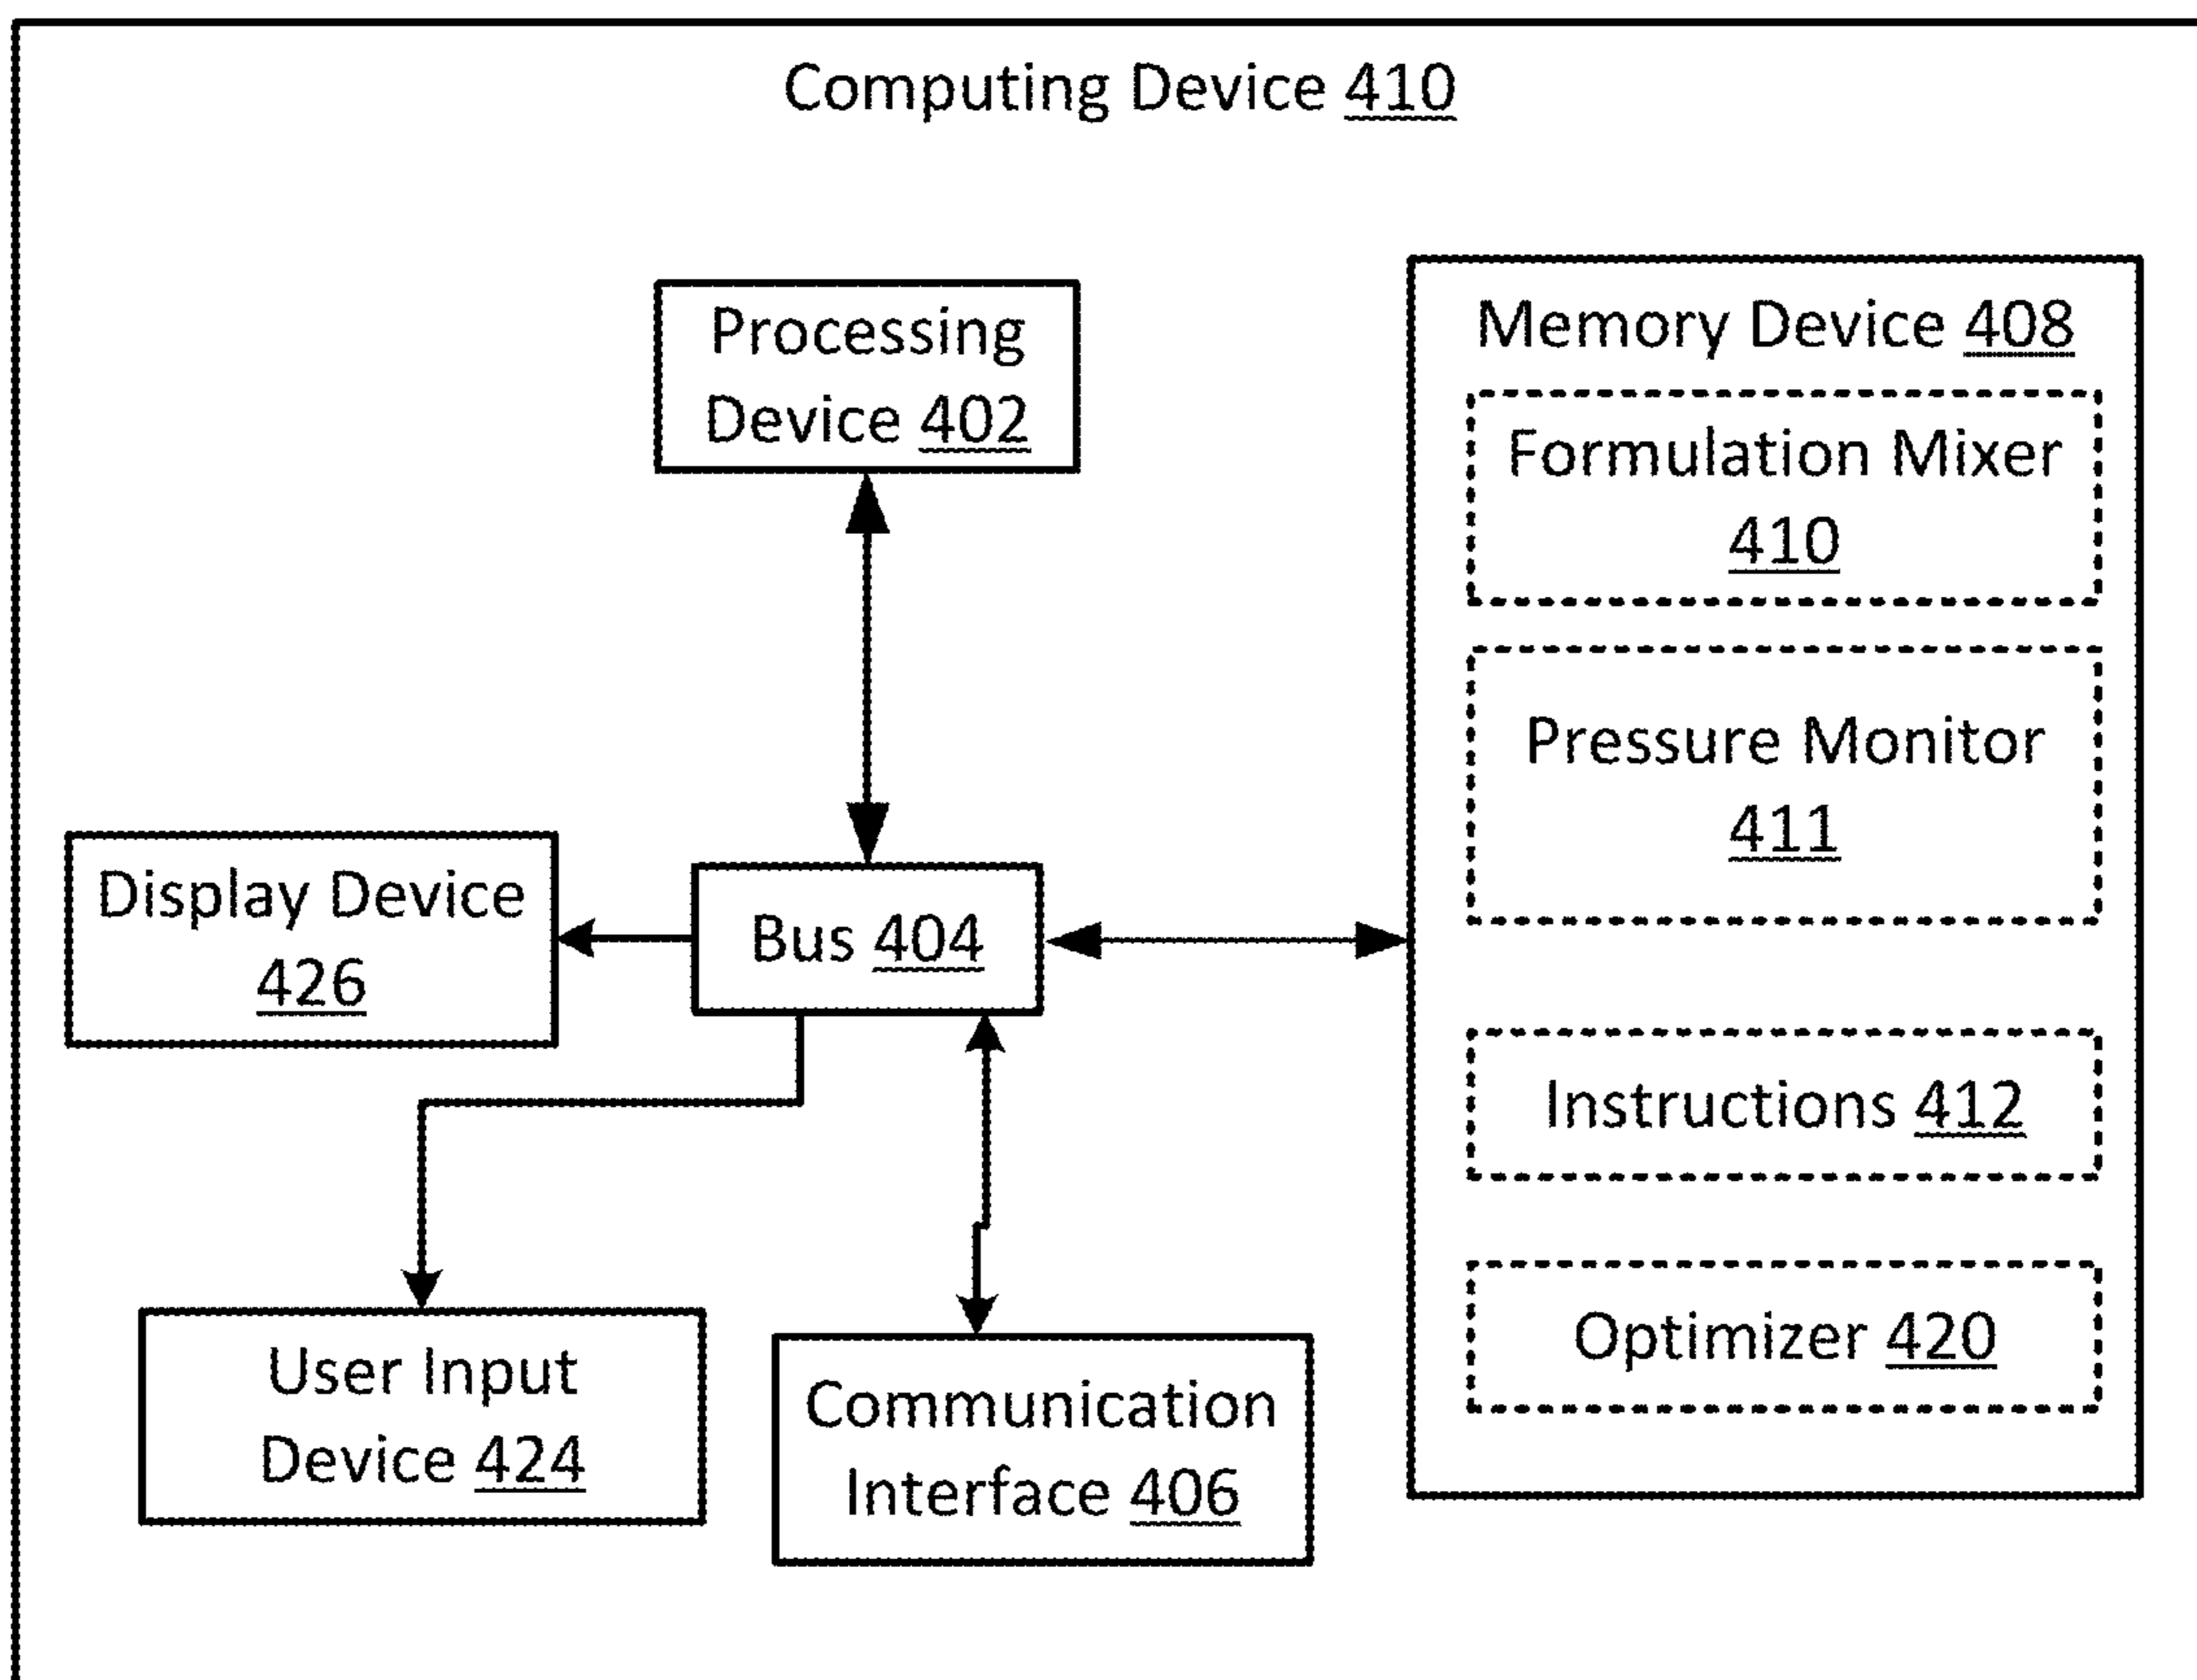 Computing Device 410
Processing
Device 402
Memory Device 408
Formulation Mixer
410
Pressure Monitor
411
Display Device
426
Bus 404
Instructions 412
User Input
Device 424
Communication
Interface 406
Optimizer 420